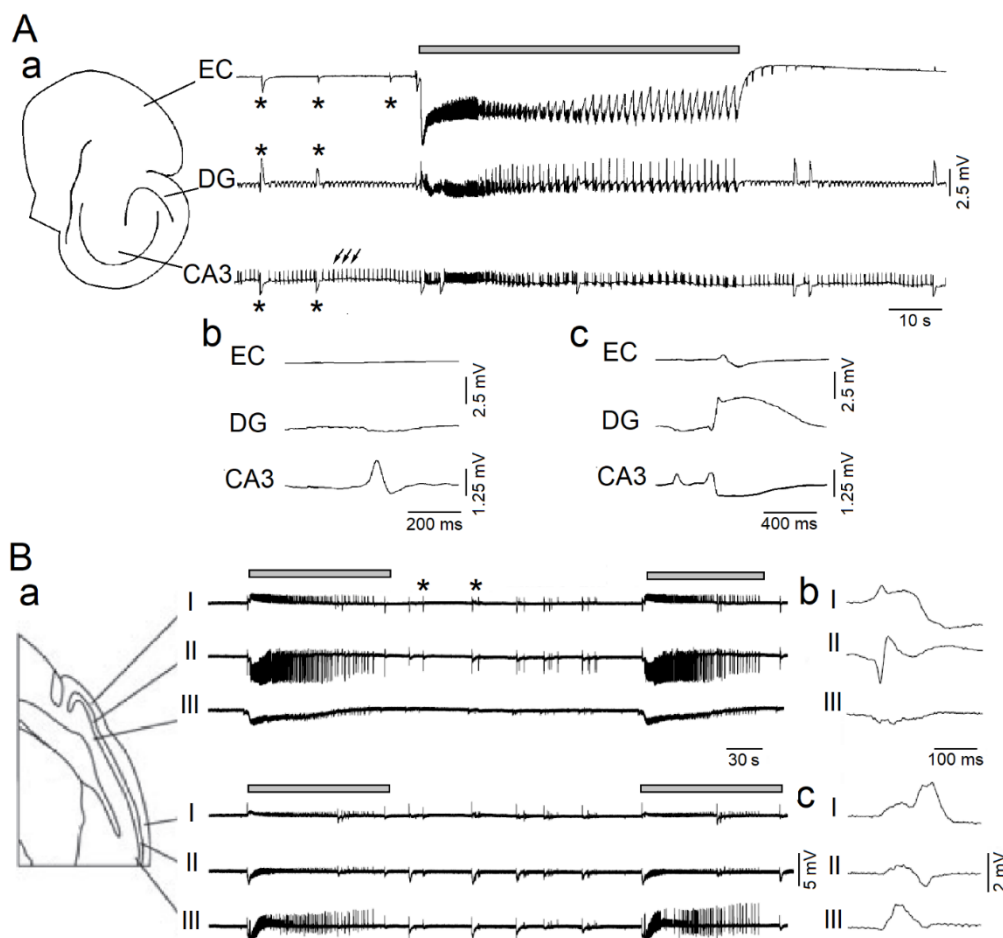 A
a
EC
* * *
* *
DG
2.5 mV
CA3
* *
10 s
b
EC
2.5 mV
DG
CA3
1.25 mV
200 ms
c
EC
2.5 mV
DG
CA3
1.25 mV
400 ms
B
a
I
* *
II
III
30 s
I
II
5 mV
III
b
I
II
III
100 ms
c
I
II
2 mV
III